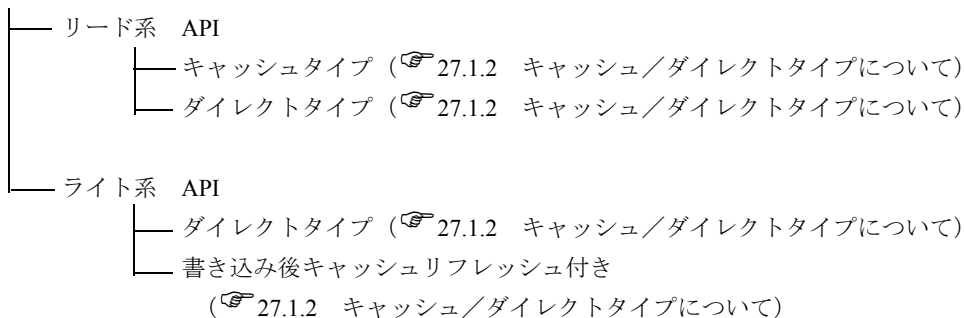 リード系　API
キャッシュタイプ（☞ 27.1.2　キャッシュ／ダイレクトタイプについて）
ダイレクトタイプ（☞ 27.1.2　キャッシュ／ダイレクトタイプについて）
ライト系　API
ダイレクトタイプ（☞ 27.1.2　キャッシュ／ダイレクトタイプについて）
書き込み後キャッシュリフレッシュ付き
（☞ 27.1.2　キャッシュ／ダイレクトタイプについて）